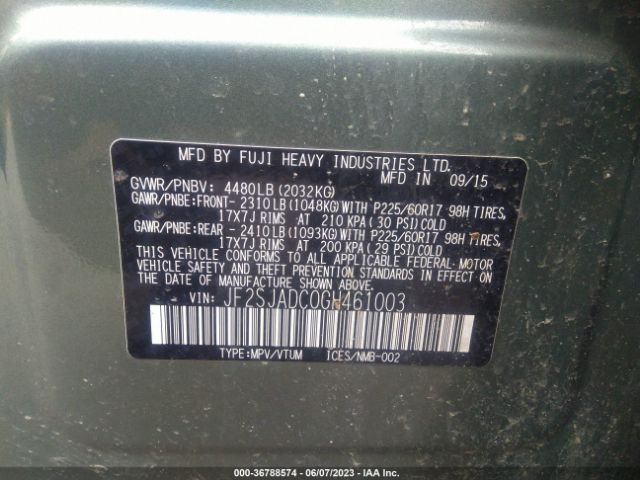 MFD BY FUJI HEAVY INDUSTRIES LTD.
MFD IN 09/15
GVWR/PNBV: 4480LB(2032KG)
GAWR/PNBE:FRONT- 2310LB(1048KG)WITH P225/60R17 98H TIRES,
17X7J RIMS AT 210 KPA(30 PSI)COLD
GAWR/PNBE:REAR - 2410LB(1093KG)WITH P225/60R17 98H TIRES,
17X7J RIMS AT 200 KPA(29 PSI)COLD
THIS VEHICLE CONFORMS TO ALL APPLICABLE FEDERAL MOTOR
VEHICLE SAFETY AND THEFT PREVENTION STANDARDS IN EFFECT ON
THE DATE OF MANUFACTURE SHOWN ABOVE.
VIN: JF2SJADC0GH461003
TYPE:MPV/VTUM ICES/NMB-002
000-36788574 - 06/07/2023 - IAA Inc.